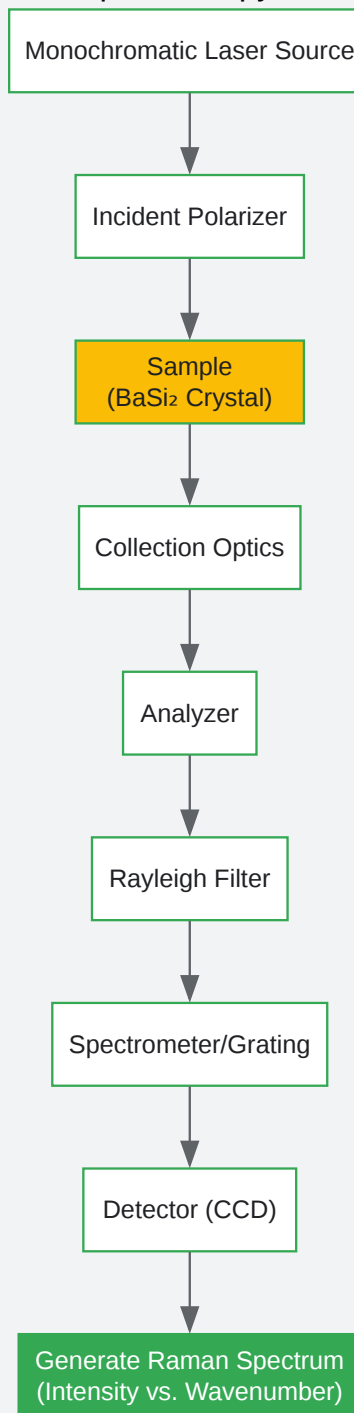 Monochromatic Laser Source
Incident Polarizer
Sample
(BaSi₂ Crystal)
Collection Optics
Analyzer
Rayleigh Filter
Spectrometer/Grating
Detector (CCD)
Generate Raman Spectrum
(Intensity vs. Wavenumber)